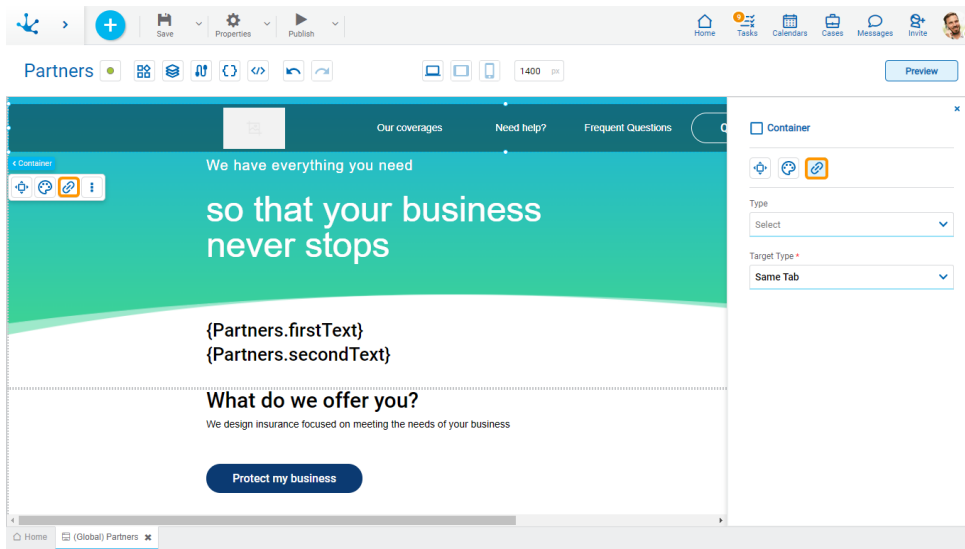 Save
Properties
Publish
Home
9
Tasks
Calendars
Cases
Messages
Invite
Partners
1400 px
Preview
Our coverages
Need help?
Frequent Questions
Container
Container
We have everything you need
so that your business
never stops
Type
Select
Target Type *
Same Tab
{Partners.firstText}
{Partners.secondText}
What do we offer you?
We design insurance focused on meeting the needs of your business
Protect my business
Home
(Global) Partners